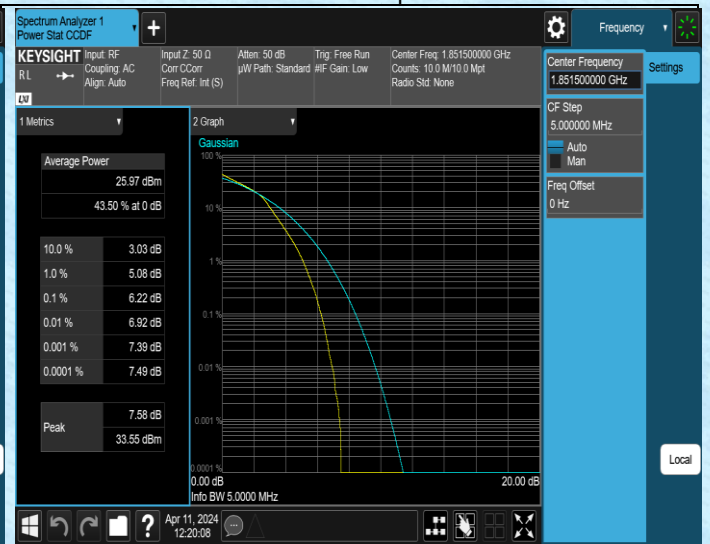 Spectrum Analyzer 1
Power Stat CCDF
Frequency
KEYSIGHT
RL
LXI
Input: RF
Coupling: AC
Align: Auto
Input Z: 50 Ω
Corr CCorr
Freq Ref: Int (S)
Atten: 50 dB
µW Path: Standard
Trig: Free Run
#IF Gain: Low
Center Freq: 1.851500000 GHz
Counts: 10.0 M/10.0 Mpt
Radio Std: None
Center Frequency
1.851500000 GHz
Settings
CF Step
5.000000 MHz
Auto
Man
Freq Offset
0 Hz
1 Metrics
Average Power
25.97 dBm
43.50 % at 0 dB
10.0 % 3.03 dB
1.0 % 5.08 dB
0.1 % 6.22 dB
0.01 % 6.92 dB
0.001 % 7.39 dB
0.0001 % 7.49 dB
Peak
7.58 dB
33.55 dBm
2 Graph
Gaussian
100 %
10 %
1 %
0.1 %
0.01 %
0.001 %
0.0001 %
0.00 dB 20.00 dB
Info BW 5.0000 MHz
Local
?
Apr 11, 2024
12:20:08